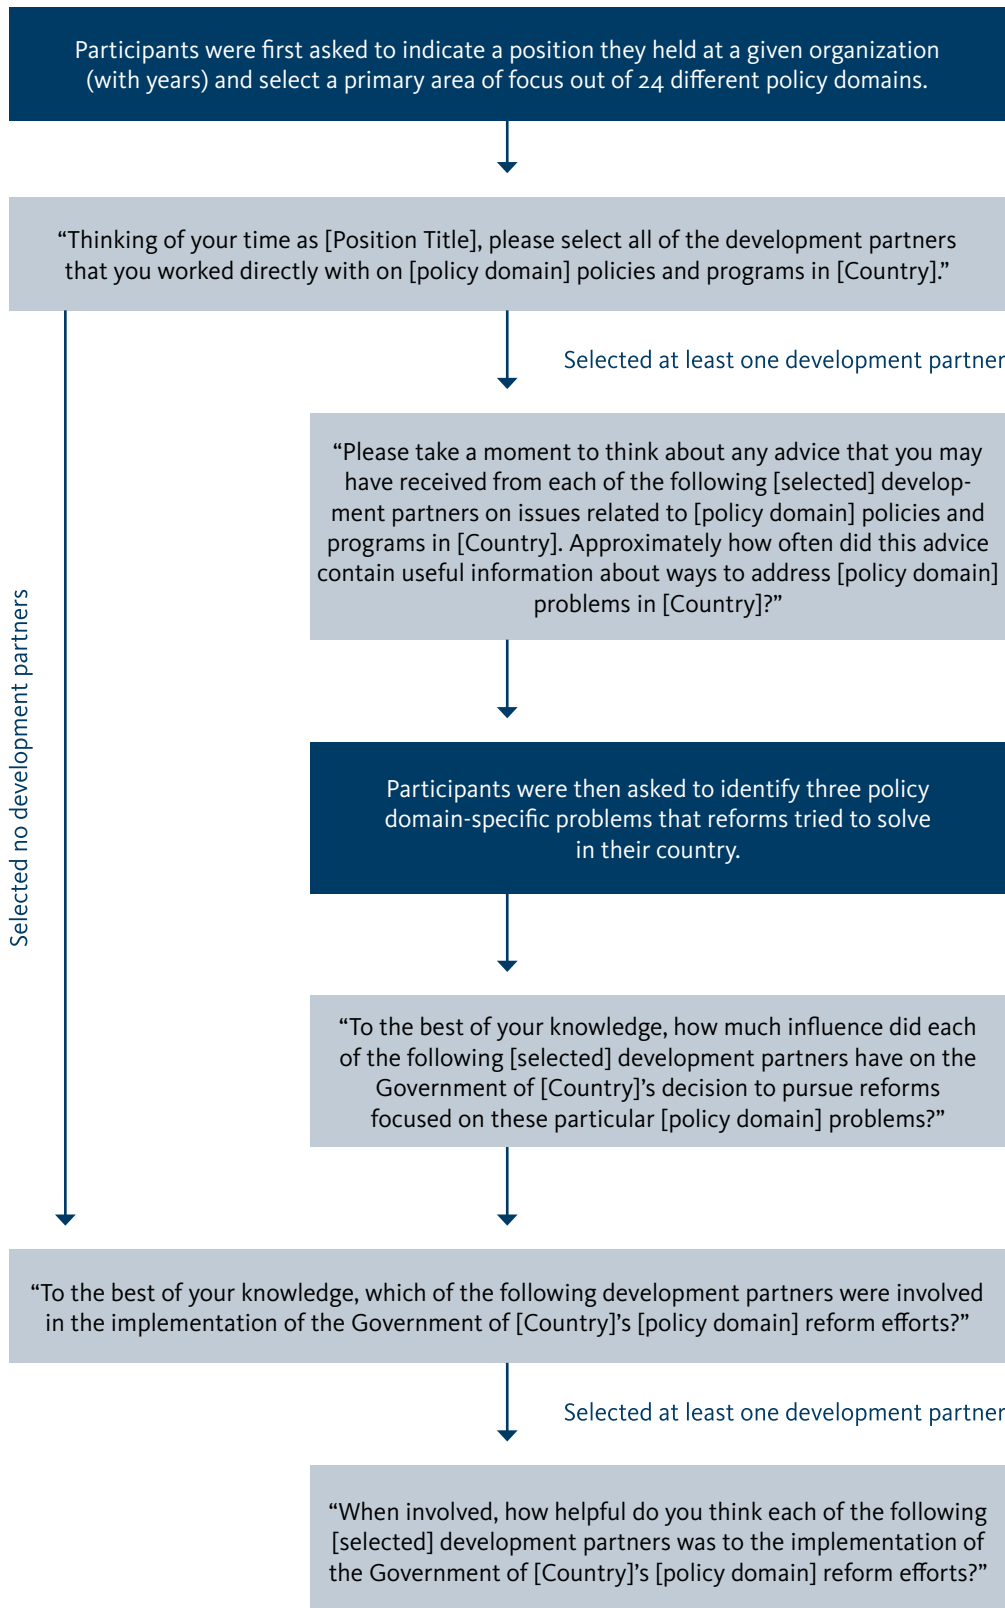 Participants were first asked to indicate a position they held at a given organization
(with years) and select a primary area of focus out of 24 different policy domains.
“Thinking of your time as [Position Title], please select all of the development partners
that you worked directly with on [policy domain] policies and programs in [Country].”
Selected at least one development partner
“Please take a moment to think about any advice that you may
have received from each of the following [selected] develop-
ment partners on issues related to [policy domain] policies and
programs in [Country]. Approximately how often did this advice
contain useful information about ways to address [policy domain]
problems in [Country]?”
Selected no development partners
Participants were then asked to identify three policy
domain-specific problems that reforms tried to solve
in their country.
“To the best of your knowledge, how much influence did each
of the following [selected] development partners have on the
Government of [Country]’s decision to pursue reforms
focused on these particular [policy domain] problems?”
“To the best of your knowledge, which of the following development partners were involved
in the implementation of the Government of [Country]’s [policy domain] reform efforts?”
Selected at least one development partner
“When involved, how helpful do you think each of the following
[selected] development partners was to the implementation of
the Government of [Country]’s [policy domain] reform efforts?”